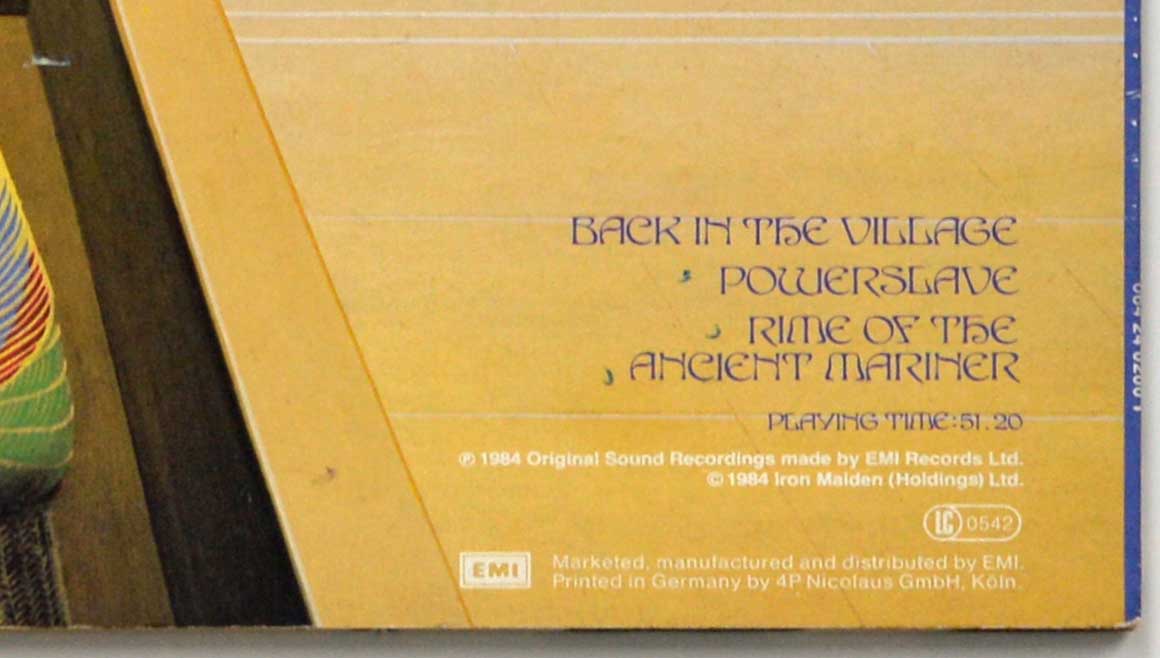 BACK IN THE VILLAGE
POWERSLAVE
RIME OF THE
ANCIENT MARINER
PLAYING TIME: 51.20
℗ 1984 Original Sound Recordings made by EMI Records Ltd.
© 1984 Iron Maiden (Holdings) Ltd.
LC 0542
EMI
Marketed, manufactured and distributed by EMI.
Printed in Germany by 4P Nicolaus GmbH, Köln.